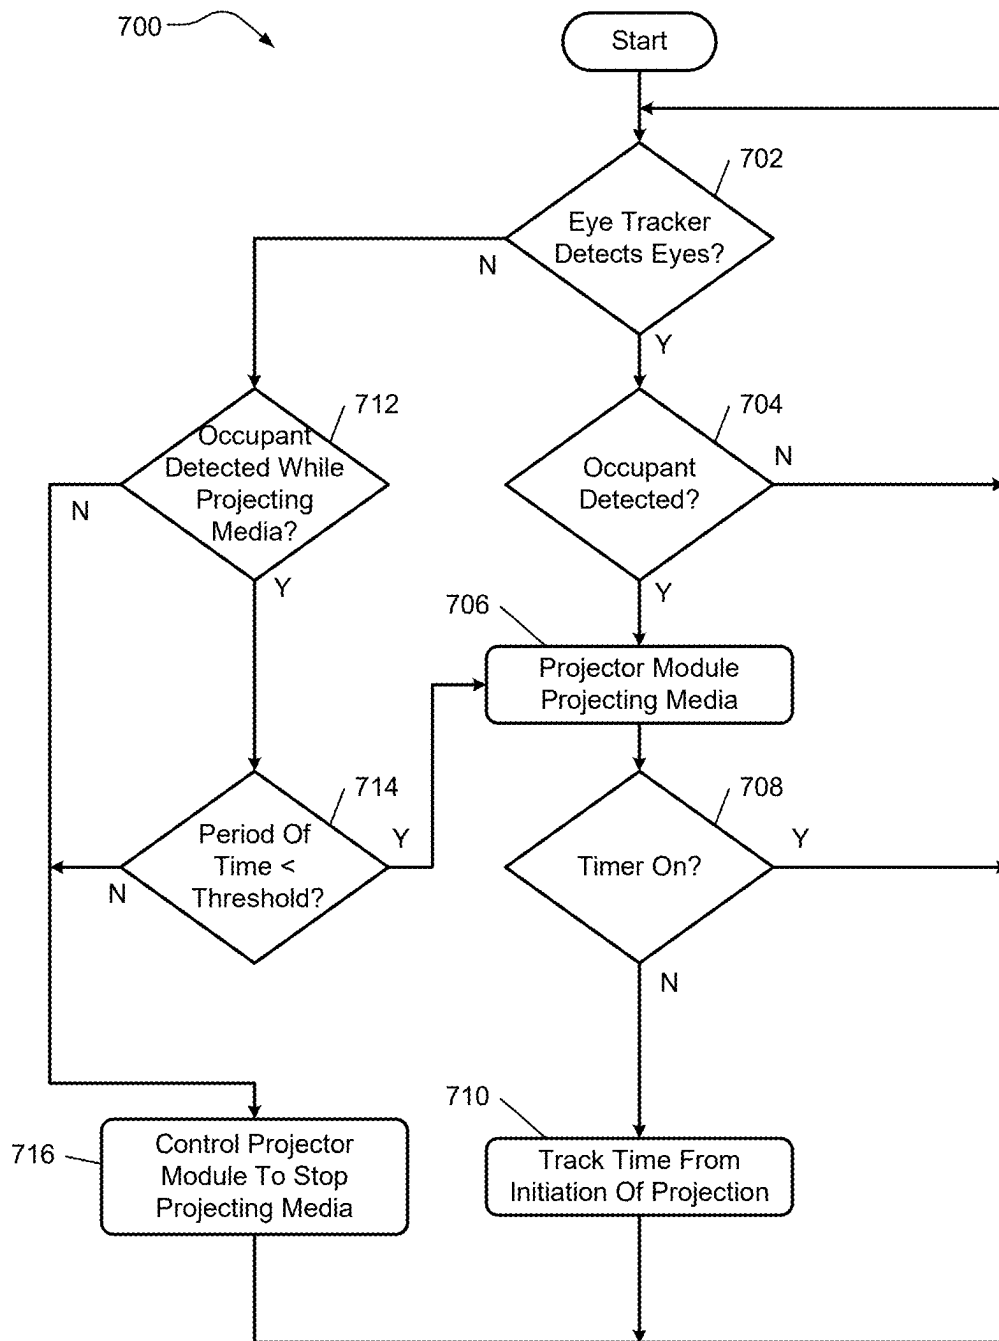 700
Start
702
Eye Tracker
Detects Eyes?
N
Y
712
Occupant
Detected While
Projecting
Media?
N
Y
704
Occupant
Detected?
N
Y
706
Projector Module
Projecting Media
714
Period Of
Time <
Threshold?
Y
N
708
Timer On?
Y
N
710
Track Time From
Initiation Of Projection
716
Control Projector
Module To Stop
Projecting Media